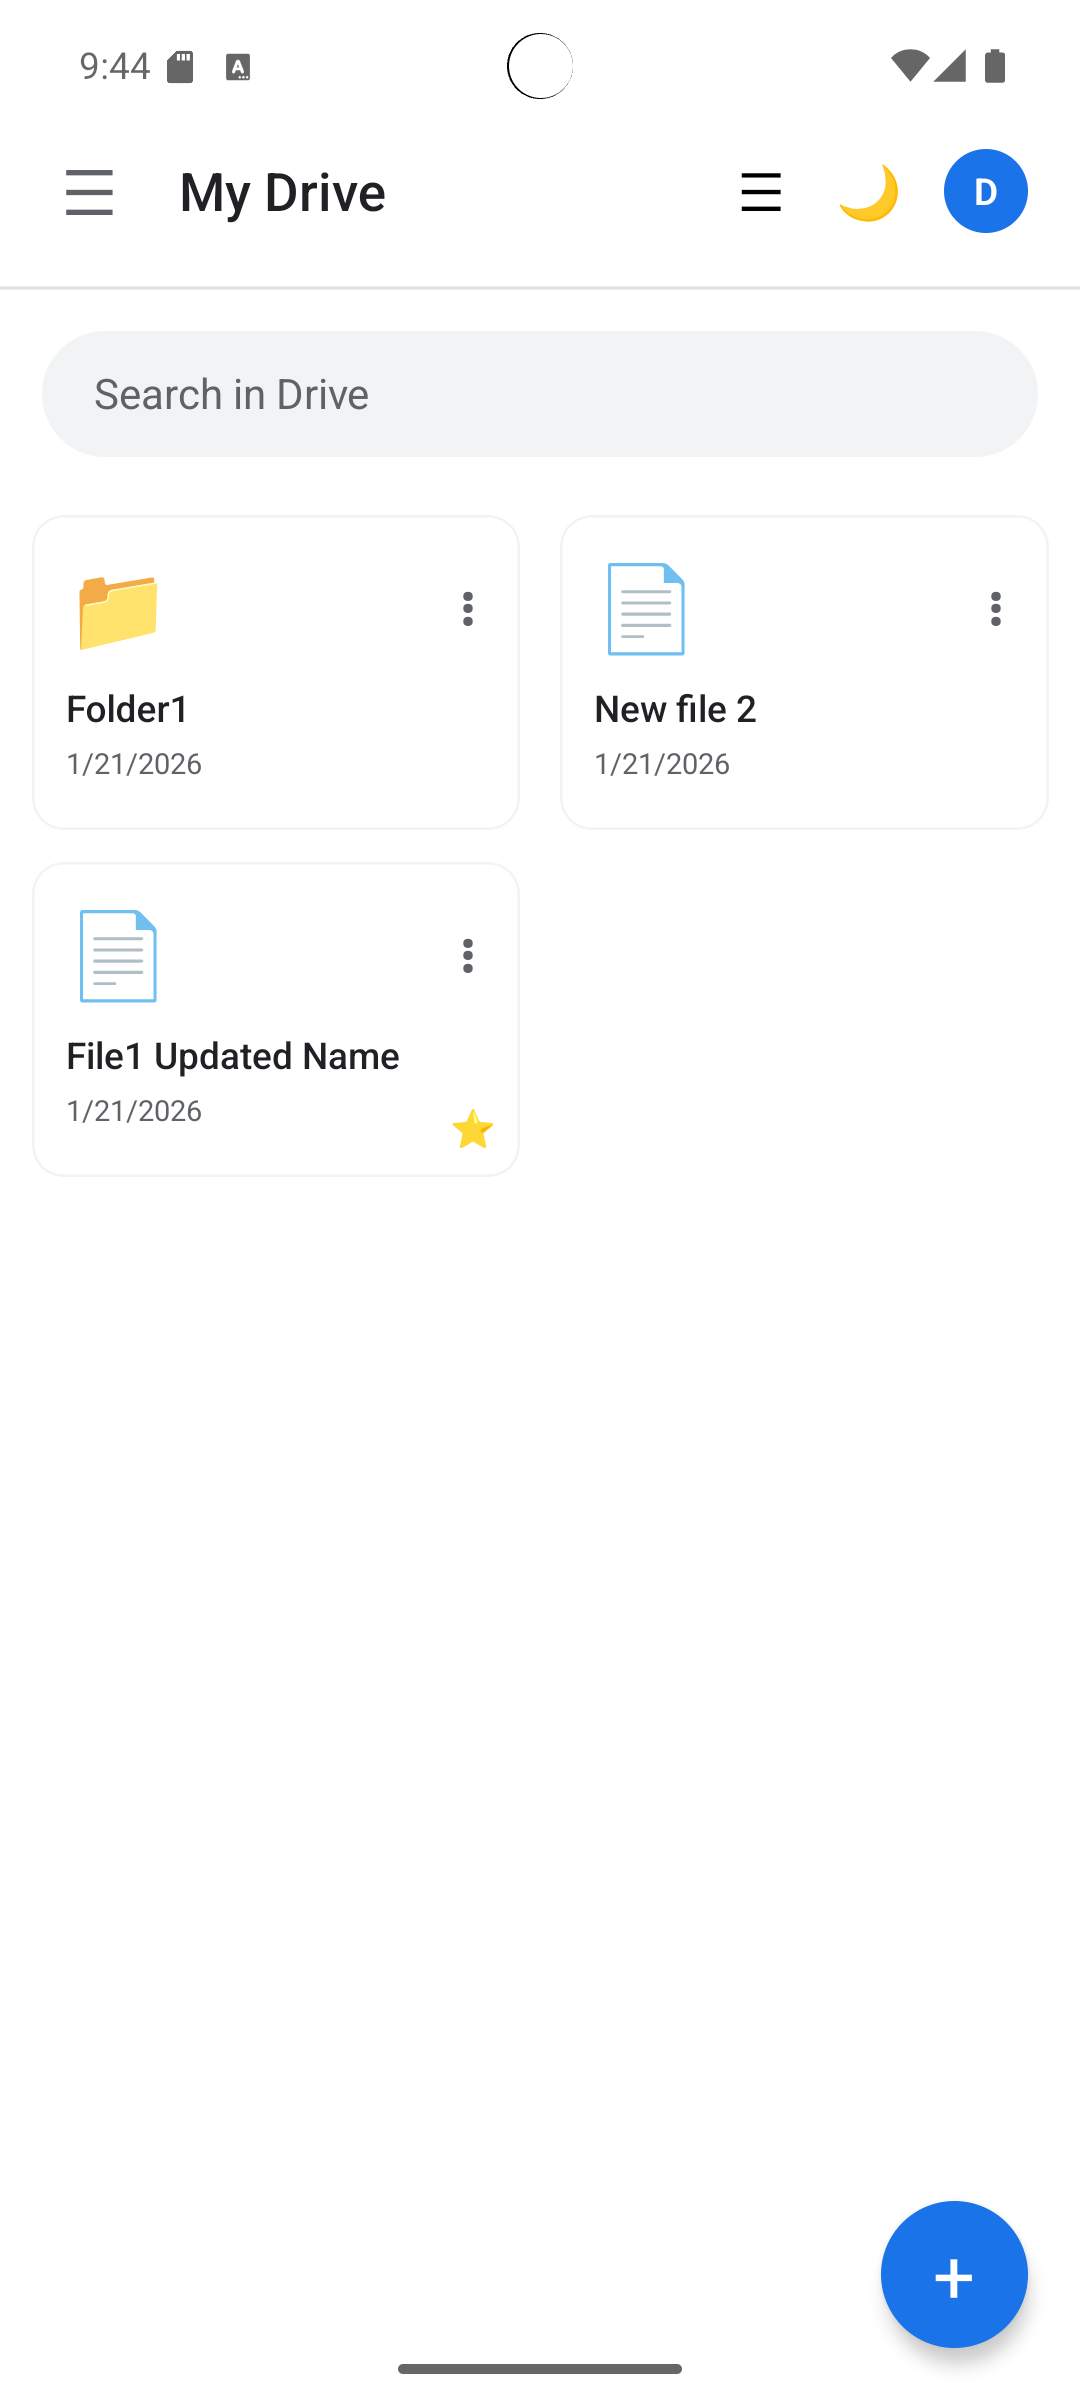 9:44
My Drive
D
Search in Drive
Folder1
1/21/2026
New file 2
1/21/2026
File1 Updated Name
1/21/2026
+